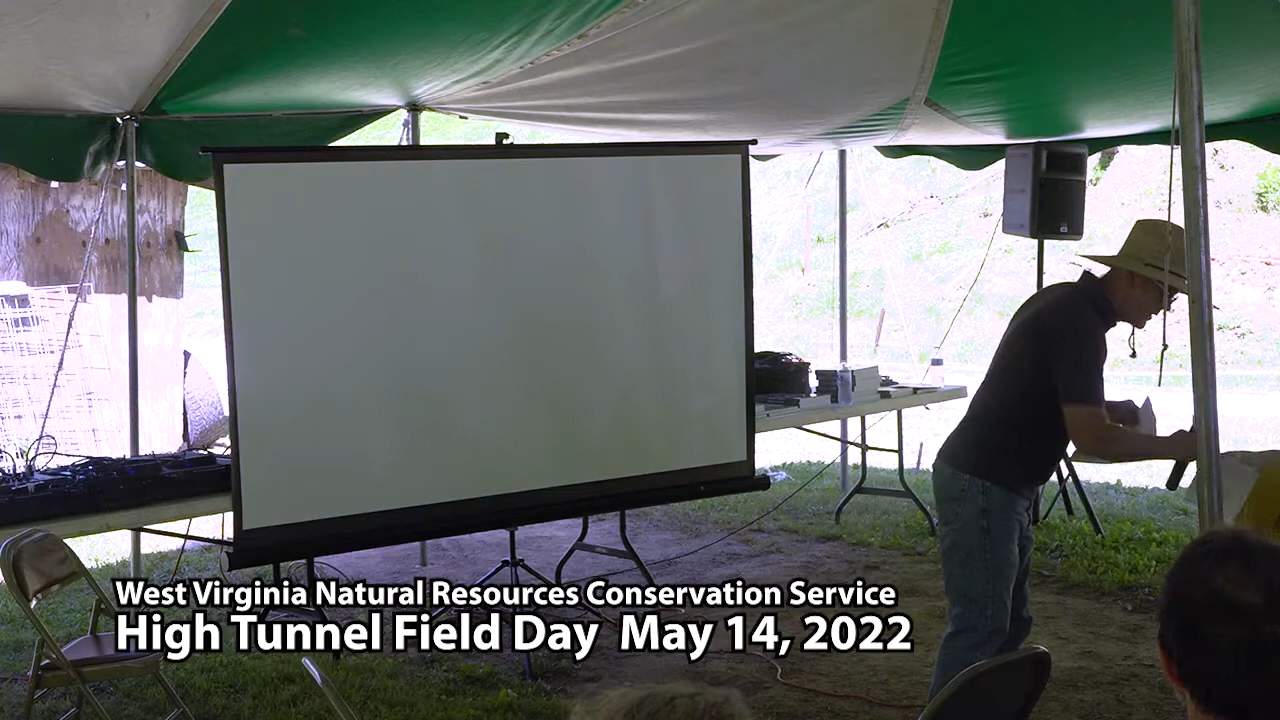 West Virginia Natural Resources Conservation Service
High Tunnel Field Day  May 14, 2022